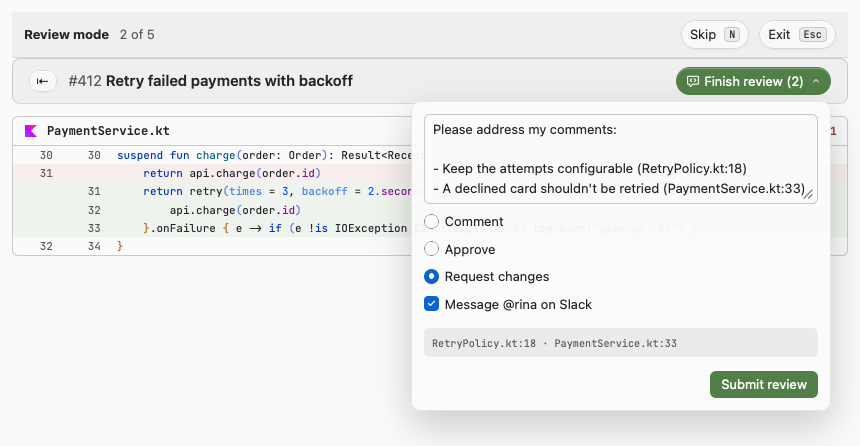 Review mode 2 of 5 Skip N Exit Esc
#412 Retry failed payments with backoff Finish review (2)
PaymentService.kt 1
30 30 suspend fun charge(order: Order): Result<Rece
31 return api.charge(order.id)
31 return retry(times = 3, backoff = 2.secon
32 api.charge(order.id)
33 }.onFailure { e -> if (e !is IOException
32 34 }
Please address my comments:
- Keep the attempts configurable (RetryPolicy.kt:18)
- A declined card shouldn't be retried (PaymentService.kt:33)
Comment
Approve
Request changes
Message @rina on Slack
RetryPolicy.kt:18 · PaymentService.kt:33
Submit review